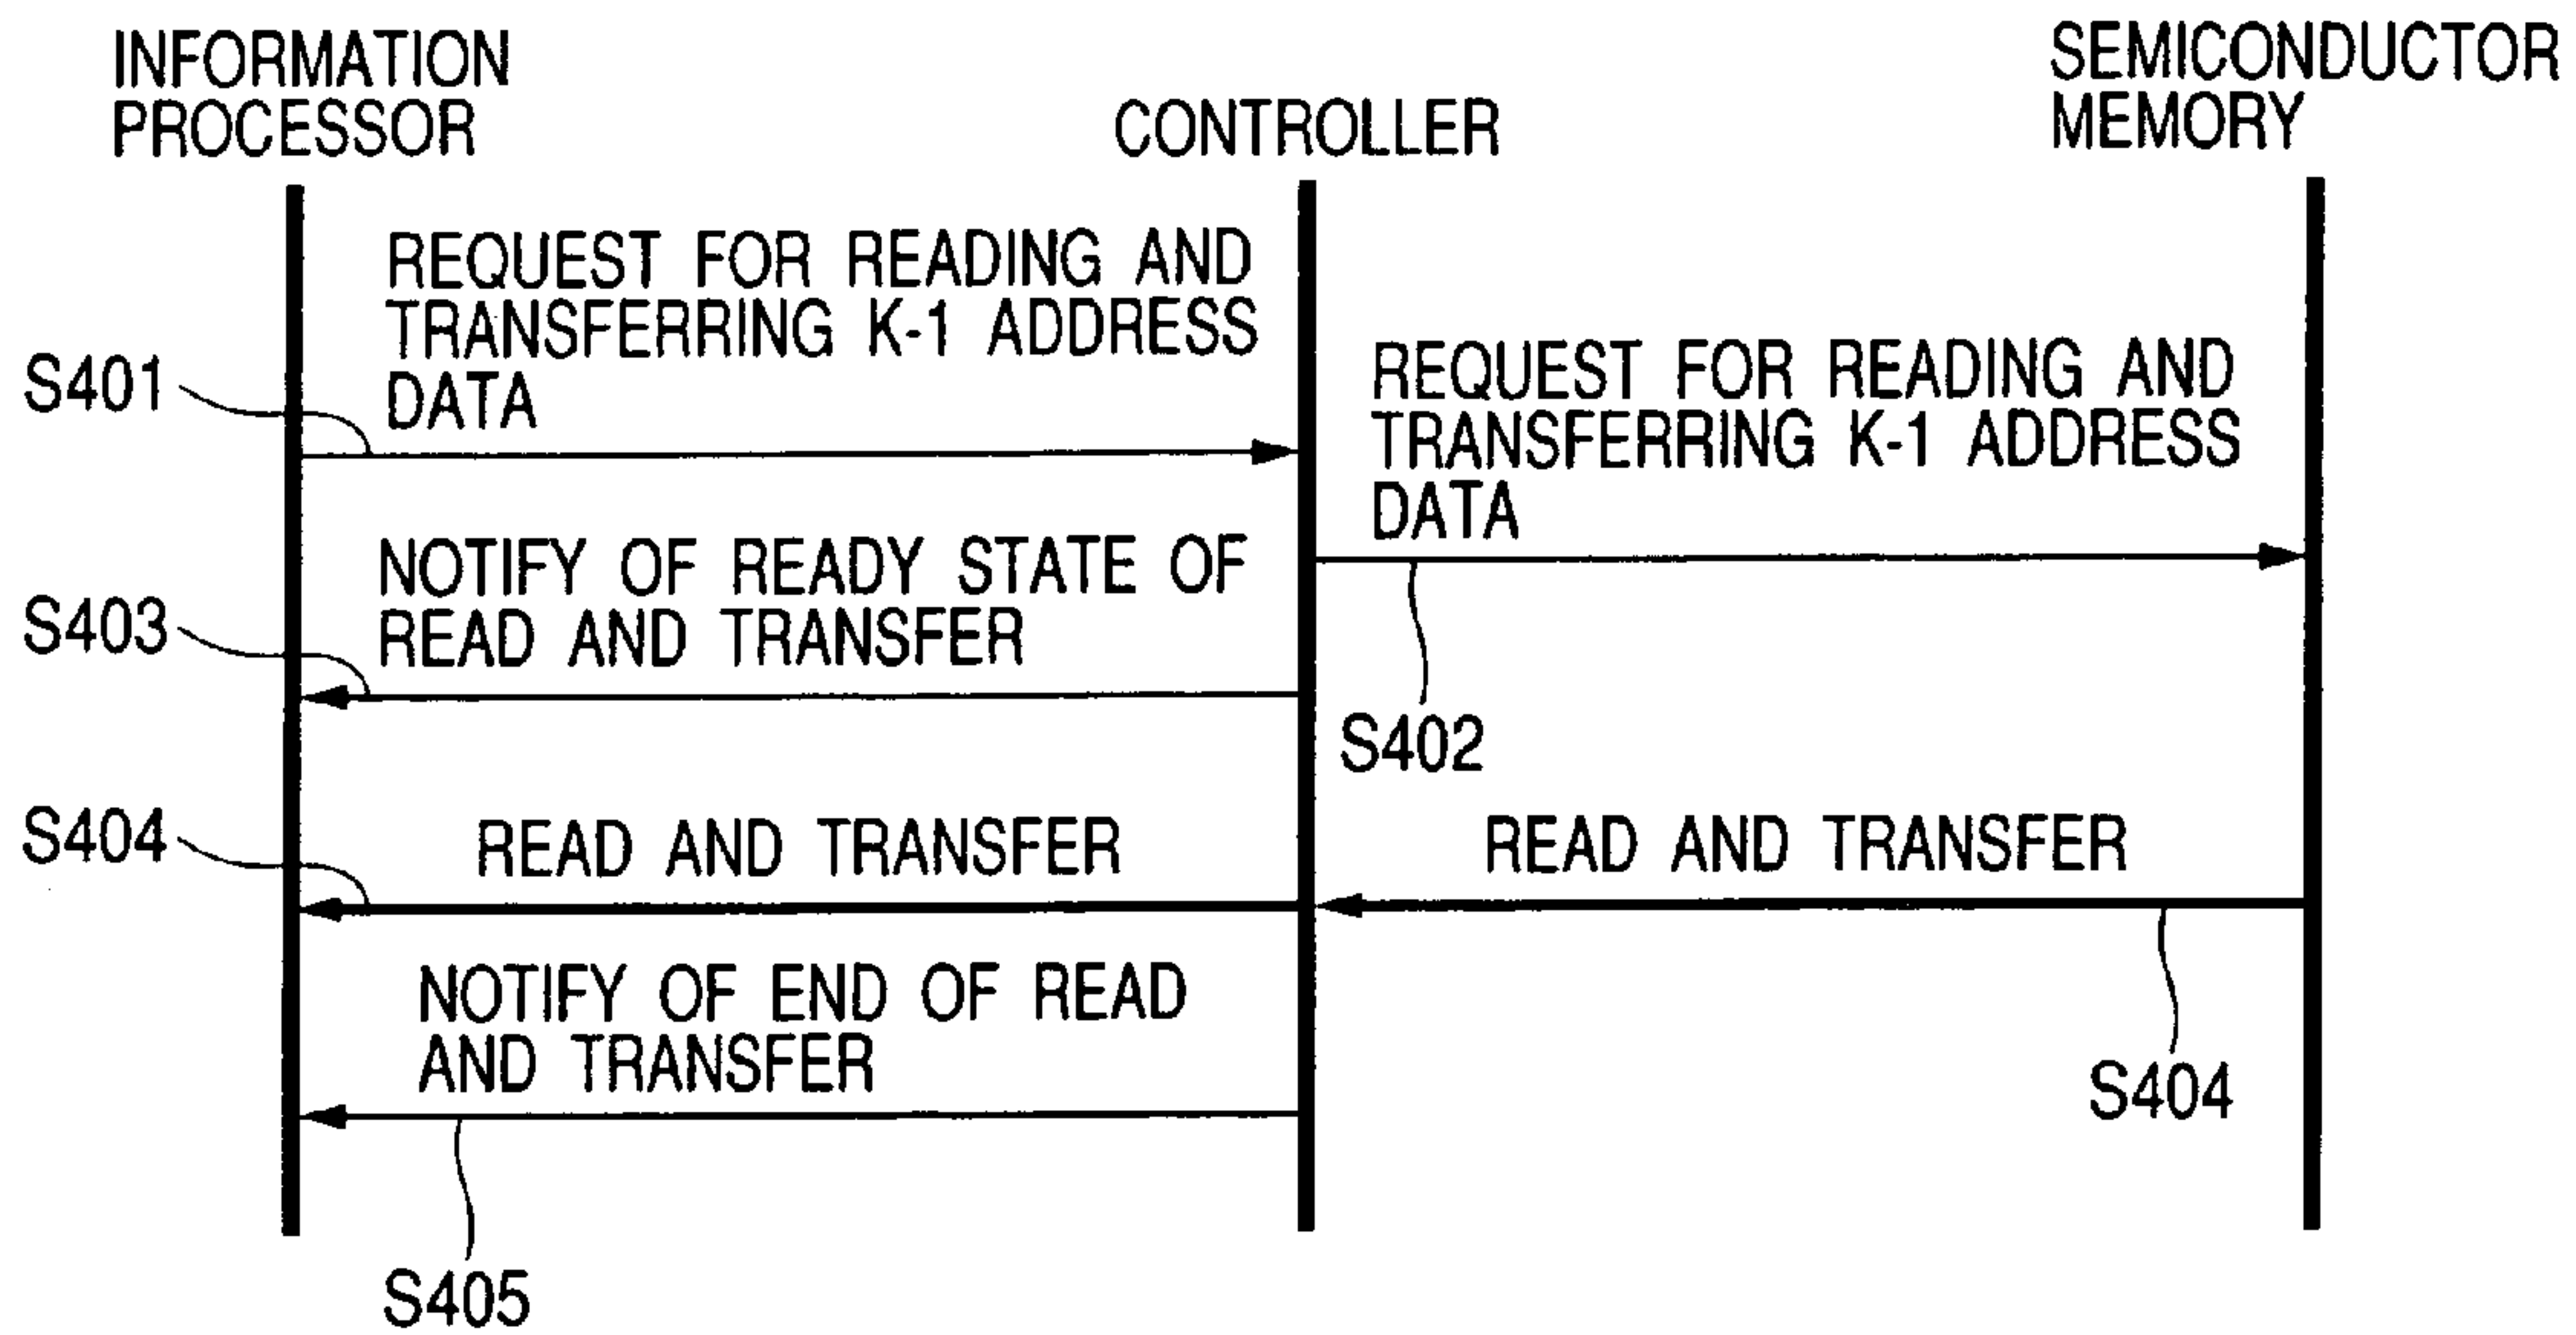 INFORMATION
PROCESSOR
CONTROLLER
SEMICONDUCTOR
MEMORY
REQUEST FOR READING AND
TRANSFERRING K-1 ADDRESS
DATA
S401
REQUEST FOR READING AND
TRANSFERRING K-1 ADDRESS
DATA
NOTIFY OF READY STATE OF
READ AND TRANSFER
S403
S402
S404
READ AND TRANSFER
READ AND TRANSFER
NOTIFY OF END OF READ
AND TRANSFER
S404
S405